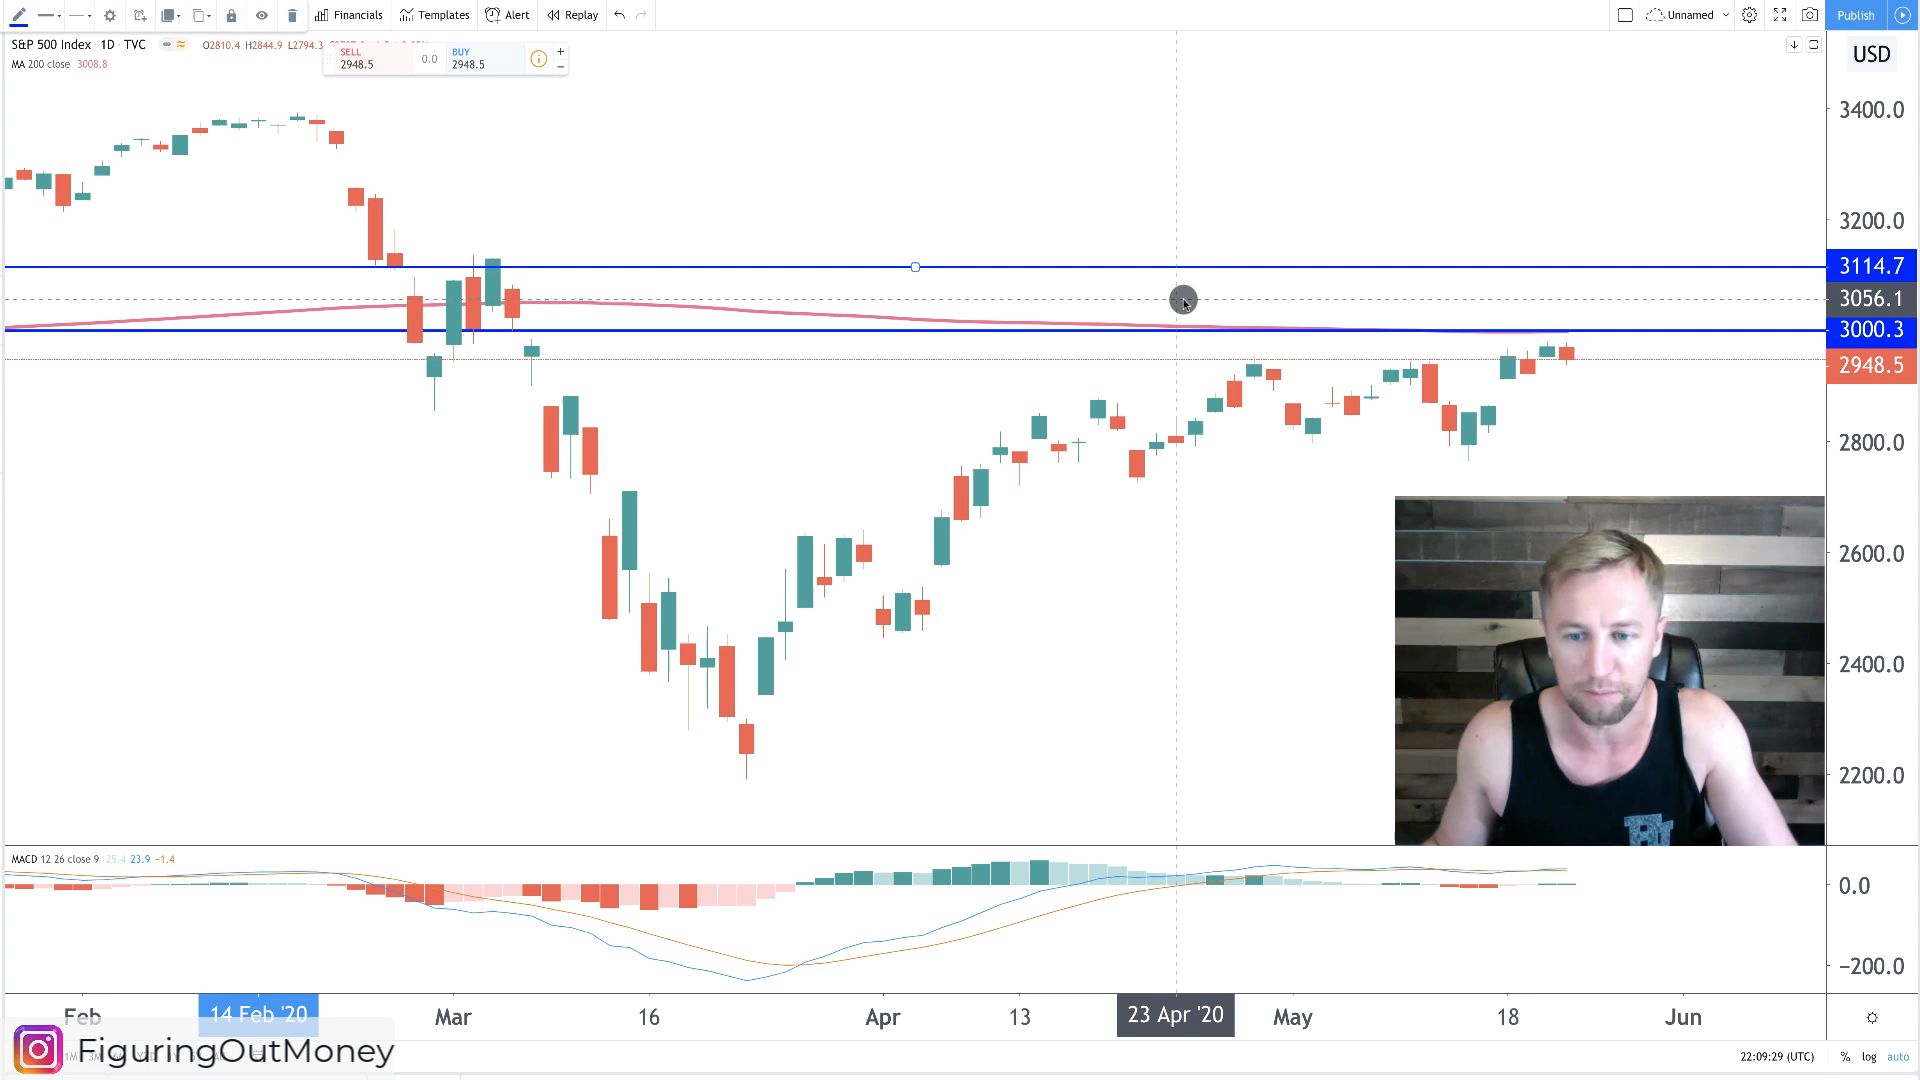 Financials Templates Alert Replay Unnamed Publish
S&P 500 Index · 1D · TVC O2810.4 H2844.9 L2794.3
MA 200 close 3008.8
SELL
2948.5
0.0
BUY
2948.5
USD
3400.0
3200.0
3114.7
3056.1
3000.3
2948.5
2800.0
2600.0
2400.0
2200.0
MACD 12 26 close 9 25.4 23.9 −1.4
0.0
−200.0
Feb 14 Feb '20 Mar 16 Apr 13 23 Apr '20 May 18 Jun
FiguringOutMoney
22:09:29 (UTC) % log auto